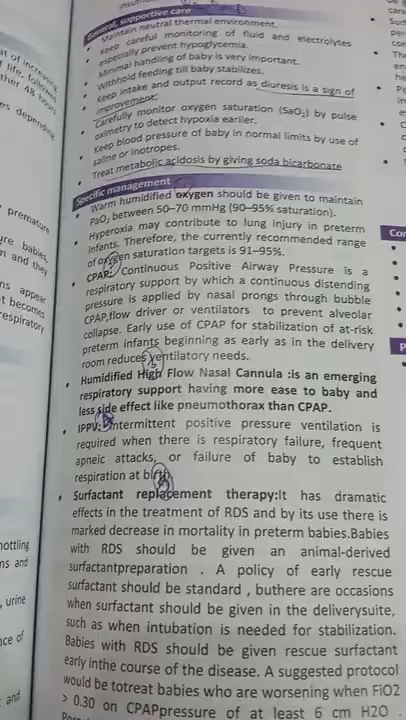 General, supportive care
Maintain neutral thermal environment.
• Keep careful monitoring of fluid and electrolytes
especially prevent hypoglycemia.
• Minimal handling of baby is very important.
• Withhold feeding till baby stabilizes.
• Keep intake and output record as diuresis is a sign of
improvement.
• Carefully monitor oxygen saturation (SaO₂) by pulse
oximetry to detect hypoxia earlier.
• Keep blood pressure of baby in normal limits by use of
saline or inotropes.
• Treat metabolic acidosis by giving soda bicarbonate
Specific management
• Warm humidified oxygen should be given to maintain
PaO₂ between 50–70 mmHg (90–95% saturation).
• Hyperoxia may contribute to lung injury in preterm
infants. Therefore, the currently recommended range
of oxygen saturation targets is 91–95%.
• CPAP: Continuous Positive Airway Pressure is a
respiratory support by which a continuous distending
pressure is applied by nasal prongs through bubble
CPAP,flow driver or ventilators to prevent alveolar
collapse. Early use of CPAP for stabilization of at-risk
preterm infants beginning as early as in the delivery
room reduces ventilatory needs.
• Humidified High Flow Nasal Cannula :is an emerging
respiratory support having more ease to baby and
less side effect like pneumothorax than CPAP.
• IPPV: Intermittent positive pressure ventilation is
required when there is respiratory failure, frequent
apneic attacks, or failure of baby to establish
respiration at birth.
• Surfactant replacement therapy:It has dramatic
effects in the treatment of RDS and by its use there is
marked decrease in mortality in preterm babies.Babies
with RDS should be given an animal-derived
surfactantpreparation . A policy of early rescue
surfactant should be standard , buthere are occasions
when surfactant should be given in the deliverysuite,
such as when intubation is needed for stabilization.
Babies with RDS should be given rescue surfactant
early inthe course of the disease. A suggested protocol
would be totreat babies who are worsening when FiO2
> 0.30 on CPAPpressure of at least 6 cm H2O